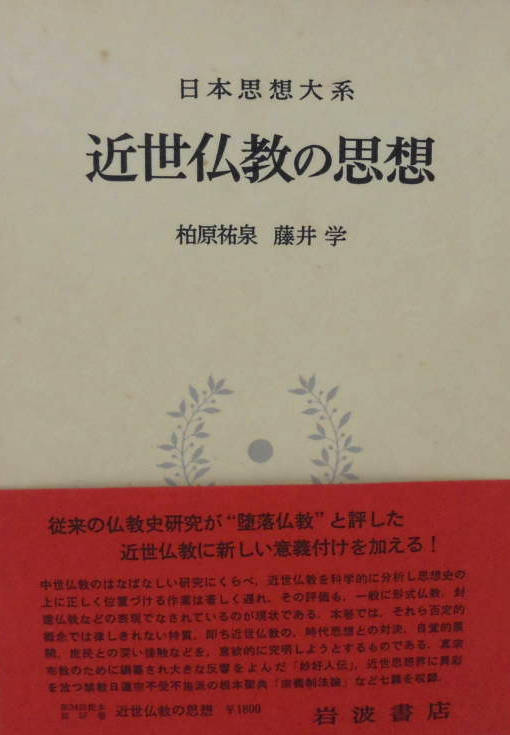 日本思想大系
近世仏教の思想
柏原祐泉 藤井 学
従来の仏教史研究が“堕落仏教”と評した
近世仏教に新しい意義付けを加える！
中世仏教のはなばなしい研究にくらべ，近世仏教を科学的に分析し思想史の
上に正しく位置づける作業は著しく遅れ，その評価も，一般に形式仏教，封
建仏教などの表現でなされているのが現状である．本巻では，それら否定的
概念では律しきれない特質，即ち近世仏教の，時代思想との対決，自覚的展
開，庶民との深い接触などを，意欲的に究明しようとするものである．真宗
布教のために編纂され大きな反響をよんだ「妙好人伝」，近世思想界に異彩
を放つ禁教日蓮宗不受不施派の根本聖典「宗義制法論」など七篇を収録．
近世仏教の思想 ￥1800
岩波書店